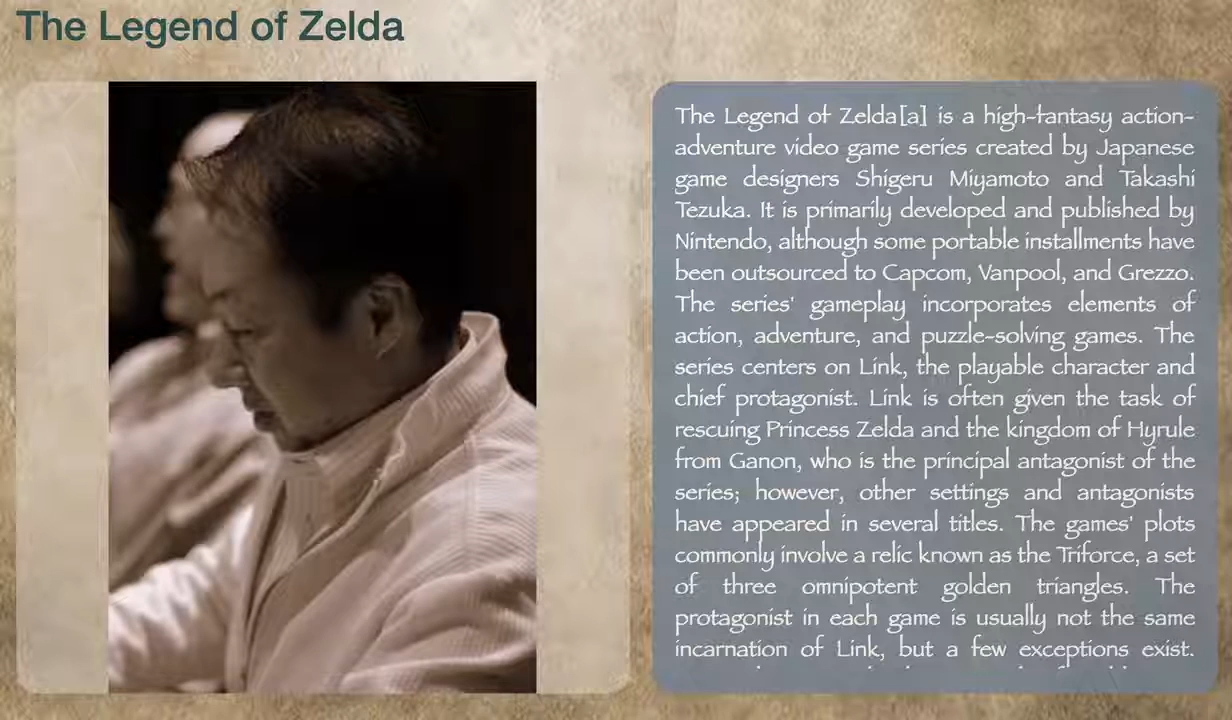 The Legend of Zelda
The Legend of Zelda[a] is a high-fantasy action-
adventure video game series created by Japanese
game designers Shigeru Miyamoto and Takashi
Tezuka. It is primarily developed and published by
Nintendo, although some portable installments have
been outsourced to Capcom, Vanpool, and Grezzo.
The series' gameplay incorporates elements of
action, adventure, and puzzle-solving games. The
series centers on Link, the playable character and
chief protagonist. Link is often given the task of
rescuing Princess Zelda and the kingdom of Hyrule
from Ganon, who is the principal antagonist of the
series; however, other settings and antagonists
have appeared in several titles. The games' plots
commonly involve a relic known as the Triforce, a set
of three omnipotent golden triangles. The
protagonist in each game is usually not the same
incarnation of Link, but a few exceptions exist.